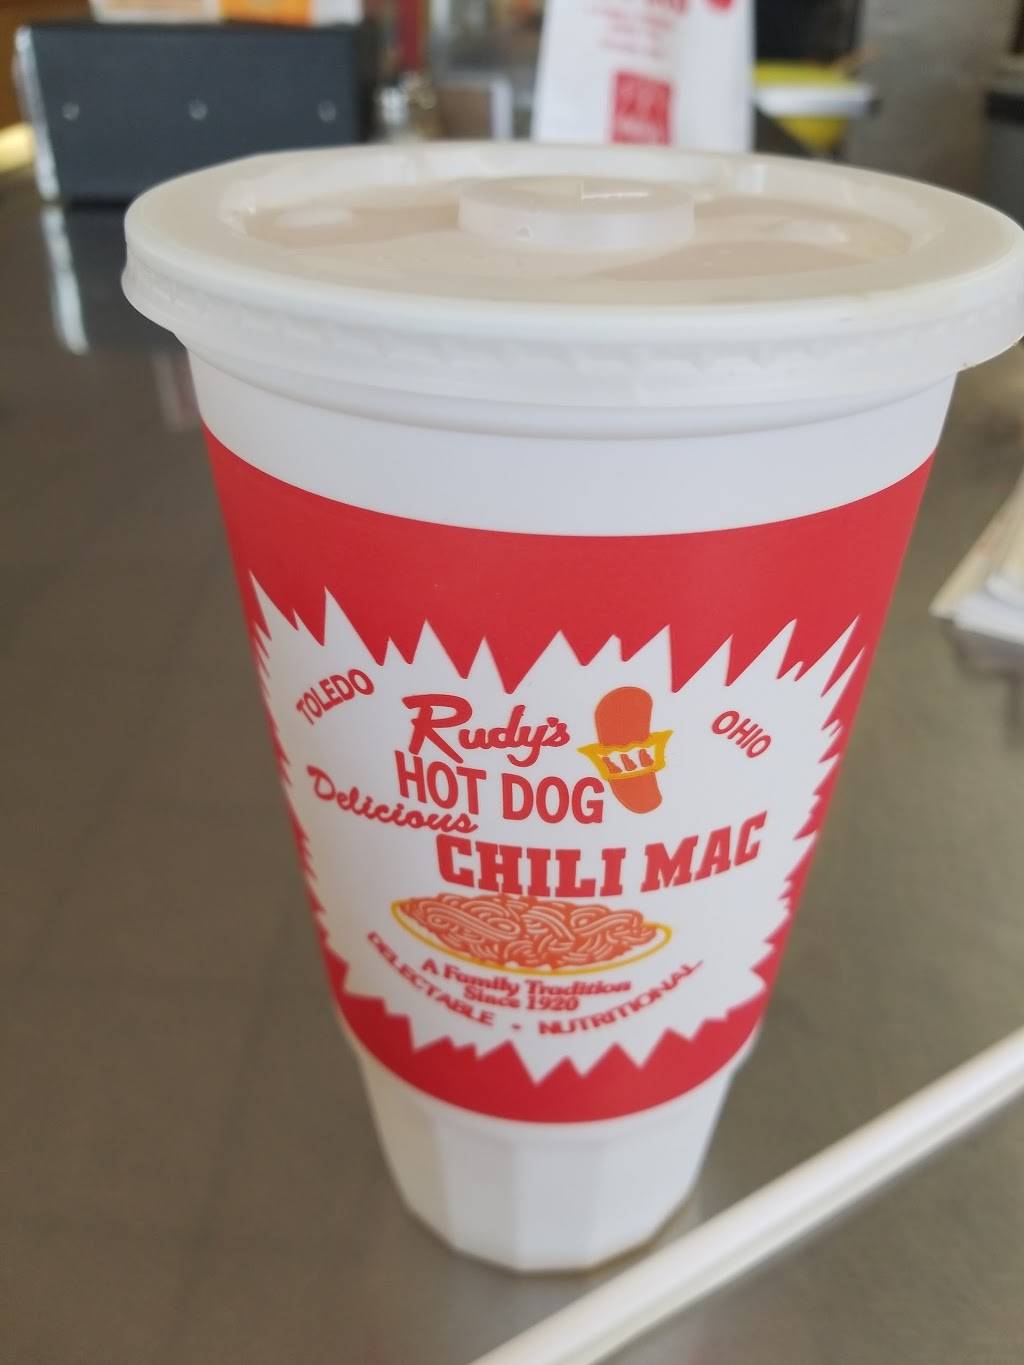 TOLEDO
OHIO
Rudy's
HOT DOG
Delicious
CHILI MAC
A Family Tradition
Since 1920
DELECTABLE • NUTRITIONAL